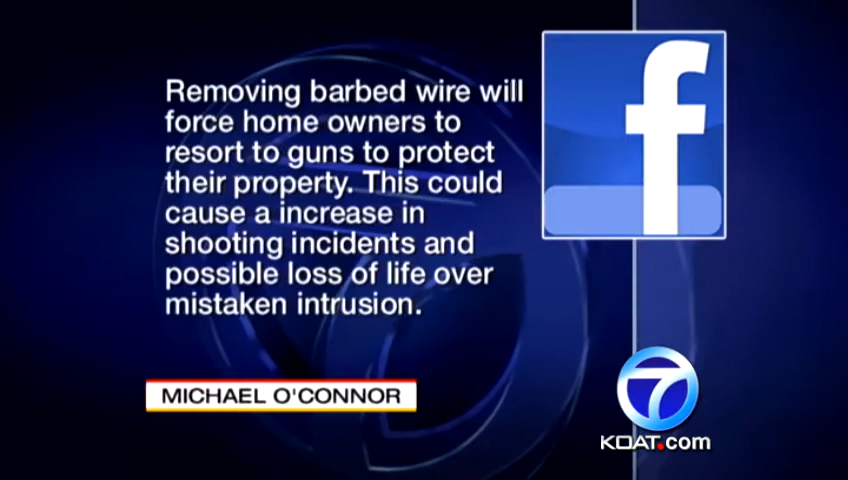 Removing barbed wire will
force home owners to
resort to guns to protect
their property. This could
cause a increase in
shooting incidents and
possible loss of life over
mistaken intrusion.
MICHAEL O'CONNOR
f
7
KOAT.com